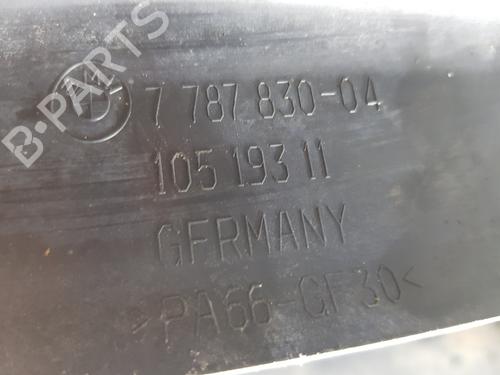 B-PARTS
7 787 830-04
105 193 11
GERMANY
>PA66-GF30<